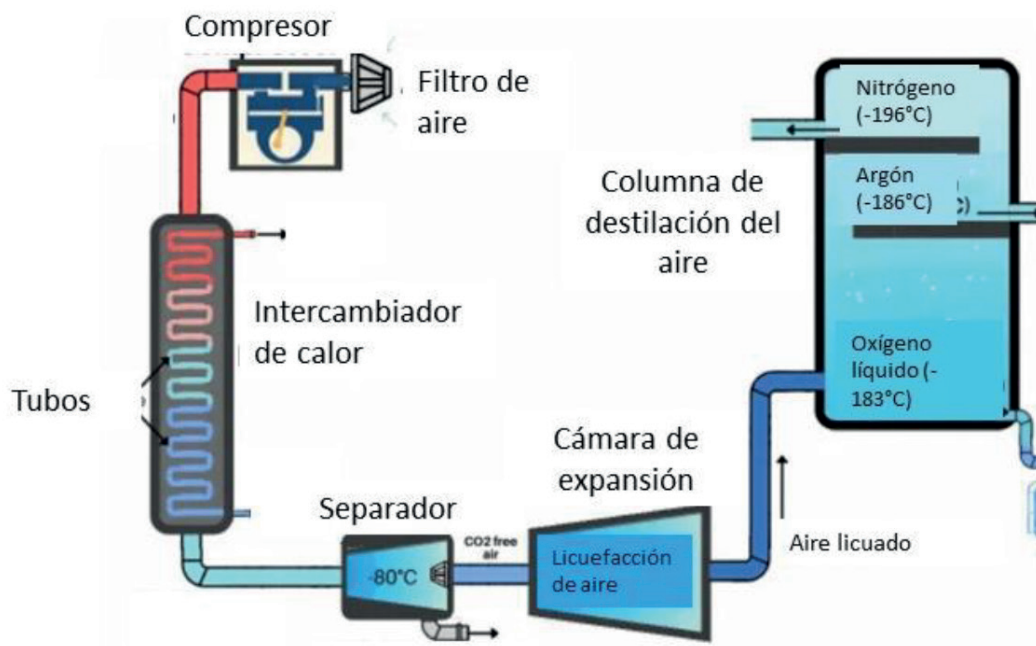 Compresor
Filtro de
aire
Nitrógeno
(-196°C)
Argón
(-186°C)
Columna de
destilación del
aire
Intercambiador
de calor
Tubos
Oxígeno
líquido (-
183°C)
Cámara de
expansión
Separador
CO2 free
air
-80°C
Licuefacción
de aire
Aire licuado